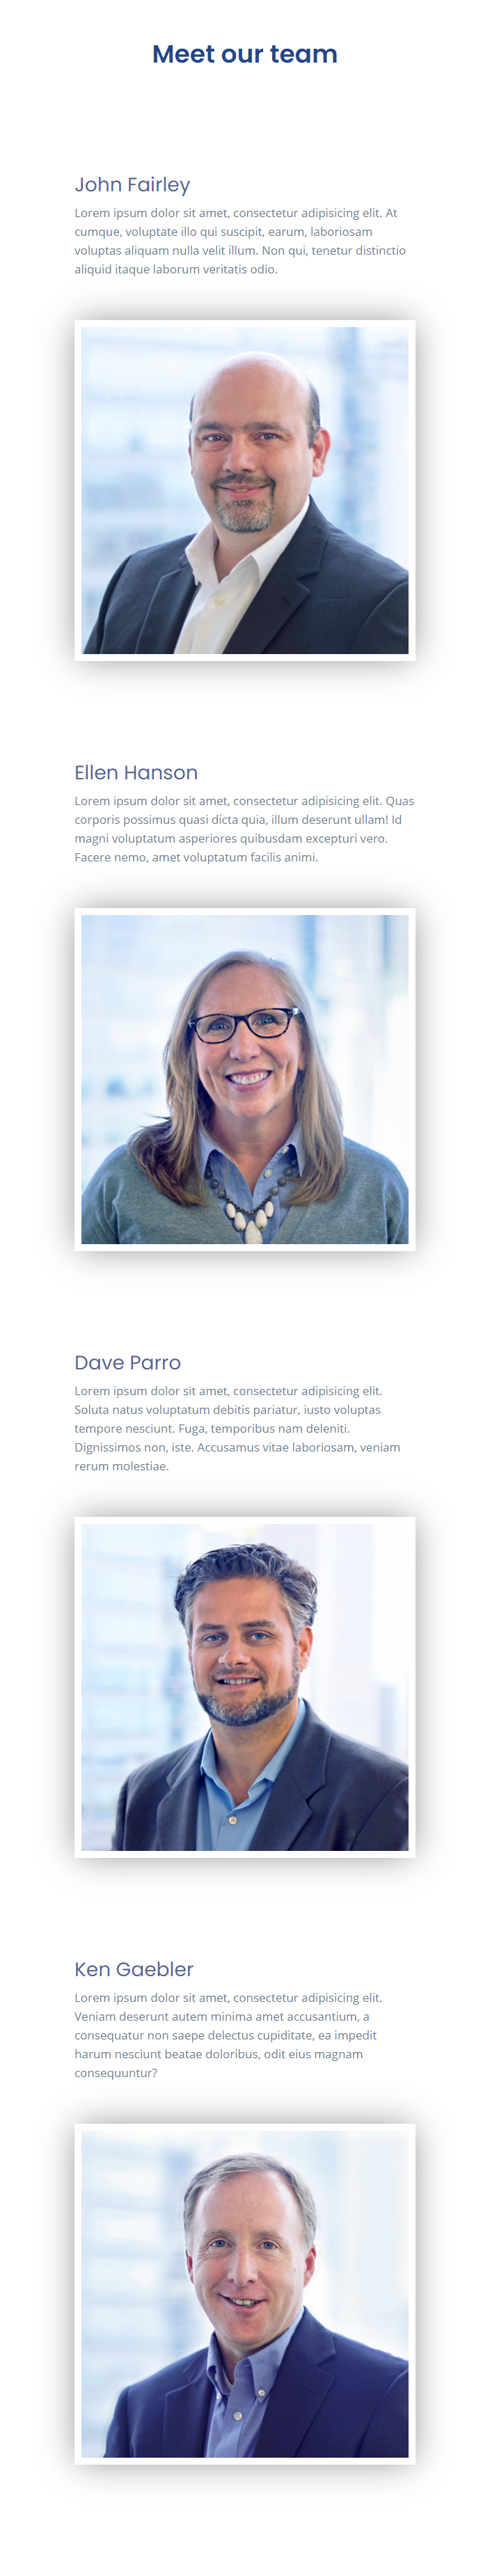 Meet our team
John Fairley
Lorem ipsum dolor sit amet, consectetur adipisicing elit. At
cumque, voluptate illo qui suscipit, earum, laboriosam
voluptas aliquam nulla velit illum. Non qui, tenetur distinctio
aliquid itaque laborum veritatis odio.
Ellen Hanson
Lorem ipsum dolor sit amet, consectetur adipisicing elit. Quas
corporis possimus quasi dicta quia, illum deserunt ullam! Id
magni voluptatum asperiores quibusdam excepturi vero.
Facere nemo, amet voluptatum facilis animi.
Dave Parro
Lorem ipsum dolor sit amet, consectetur adipisicing elit.
Soluta natus voluptatum debitis pariatur, iusto voluptas
tempore nesciunt. Fuga, temporibus nam deleniti.
Dignissimos non, iste. Accusamus vitae laboriosam, veniam
rerum molestiae.
Ken Gaebler
Lorem ipsum dolor sit amet, consectetur adipisicing elit.
Veniam deserunt autem minima amet accusantium, a
consequatur non saepe delectus cupiditate, ea impedit
harum nesciunt beatae doloribus, odit eius magnam
consequuntur?